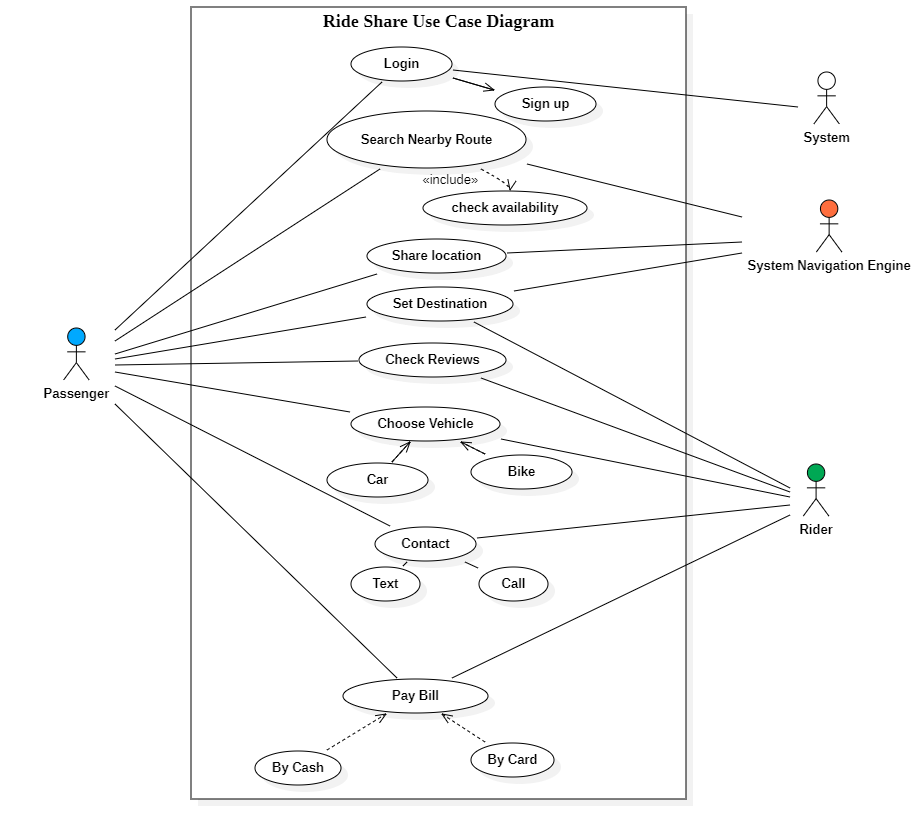 Ride Share Use Case Diagram
Login
Sign up
System
Search Nearby Route
«include»
check availability
System Navigation Engine
Share location
Set Destination
Check Reviews
Passenger
Choose Vehicle
Car
Bike
Rider
Contact
Text
Call
Pay Bill
By Cash
By Card